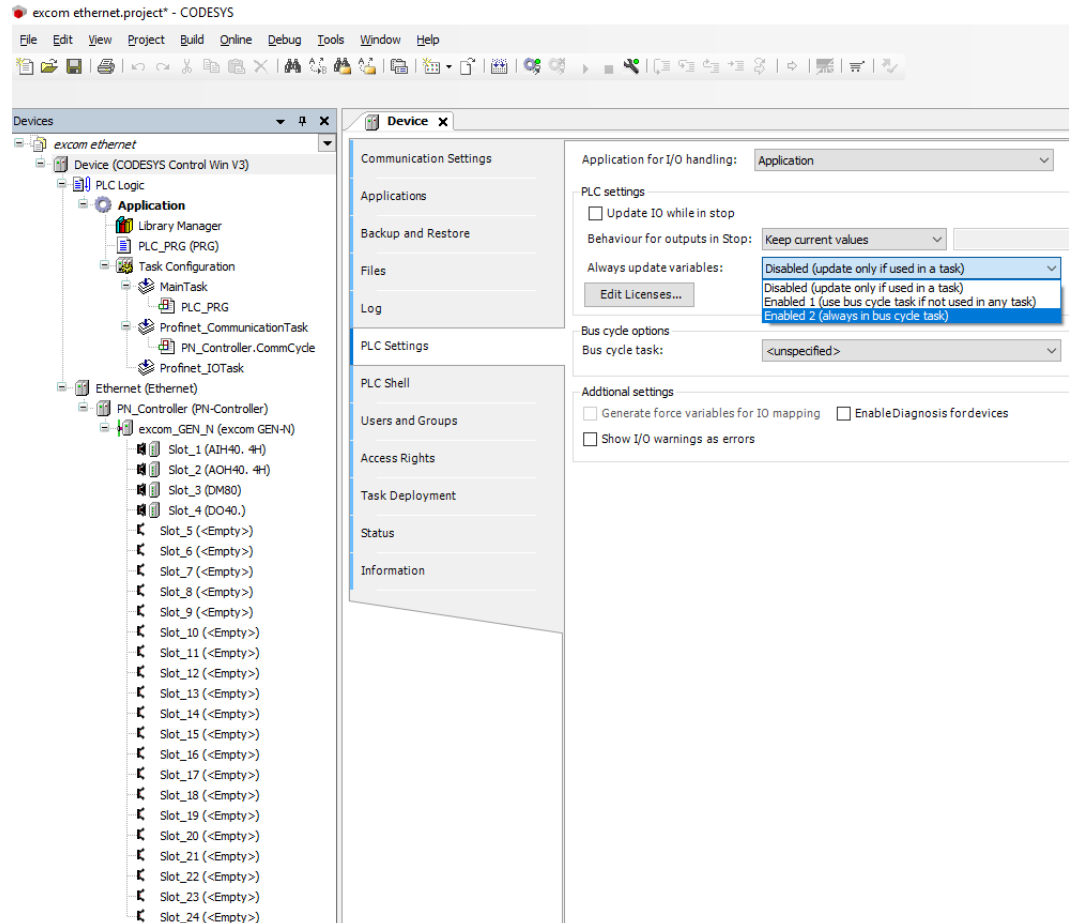 excom ethernet.project* - CODESYS
File Edit View Project Build Online Debug Tools Window Help
Devices
excom ethernet
Device (CODESYS Control Win V3)
PLC Logic
Application
Library Manager
PLC_PRG (PRG)
Task Configuration
MainTask
PLC_PRG
Profinet_CommunicationTask
PN_Controller.CommCycle
Profinet_IOTask
Ethernet (Ethernet)
PN_Controller (PN-Controller)
excom_GEN_N (excom GEN-N)
Slot_1 (AIH40. 4H)
Slot_2 (AOH40. 4H)
Slot_3 (DM80)
Slot_4 (DO40.)
Slot_5 (<Empty>)
Slot_6 (<Empty>)
Slot_7 (<Empty>)
Slot_8 (<Empty>)
Slot_9 (<Empty>)
Slot_10 (<Empty>)
Slot_11 (<Empty>)
Slot_12 (<Empty>)
Slot_13 (<Empty>)
Slot_14 (<Empty>)
Slot_15 (<Empty>)
Slot_16 (<Empty>)
Slot_17 (<Empty>)
Slot_18 (<Empty>)
Slot_19 (<Empty>)
Slot_20 (<Empty>)
Slot_21 (<Empty>)
Slot_22 (<Empty>)
Slot_23 (<Empty>)
Slot_24 (<Empty>)
Device
Communication Settings
Applications
Backup and Restore
Files
Log
PLC Settings
PLC Shell
Users and Groups
Access Rights
Task Deployment
Status
Information
Application for I/O handling: Application
PLC settings
Update IO while in stop
Behaviour for outputs in Stop: Keep current values
Always update variables: Disabled (update only if used in a task)
Disabled (update only if used in a task)
Enabled 1 (use bus cycle task if not used in any task)
Enabled 2 (always in bus cycle task)
Edit Licenses...
Bus cycle options
Bus cycle task: <unspecified>
Addtional settings
Generate force variables for IO mapping EnableDiagnosis fordevices
Show I/O warnings as errors